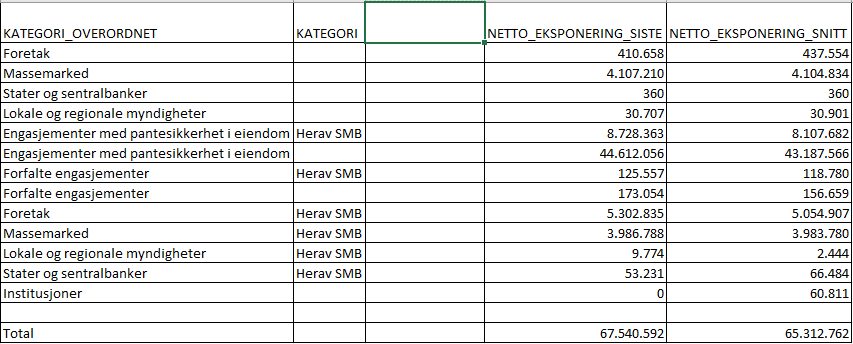 KATEGORI_OVERORDNET KATEGORI NETTO_EKSPONERING_SISTE NETTO_EKSPONERING_SNITT
Foretak 410.658 437.554
Massemarked 4.107.210 4.104.834
Stater og sentralbanker 360 360
Lokale og regionale myndigheter 30.707 30.901
Engasjementer med pantesikkerhet i eiendom Herav SMB 8.728.363 8.107.682
Engasjementer med pantesikkerhet i eiendom 44.612.056 43.187.566
Forfalte engasjementer Herav SMB 125.557 118.780
Forfalte engasjementer 173.054 156.659
Foretak Herav SMB 5.302.835 5.054.907
Massemarked Herav SMB 3.986.788 3.983.780
Lokale og regionale myndigheter Herav SMB 9.774 2.444
Stater og sentralbanker Herav SMB 53.231 66.484
Institusjoner 0 60.811
Total 67.540.592 65.312.762